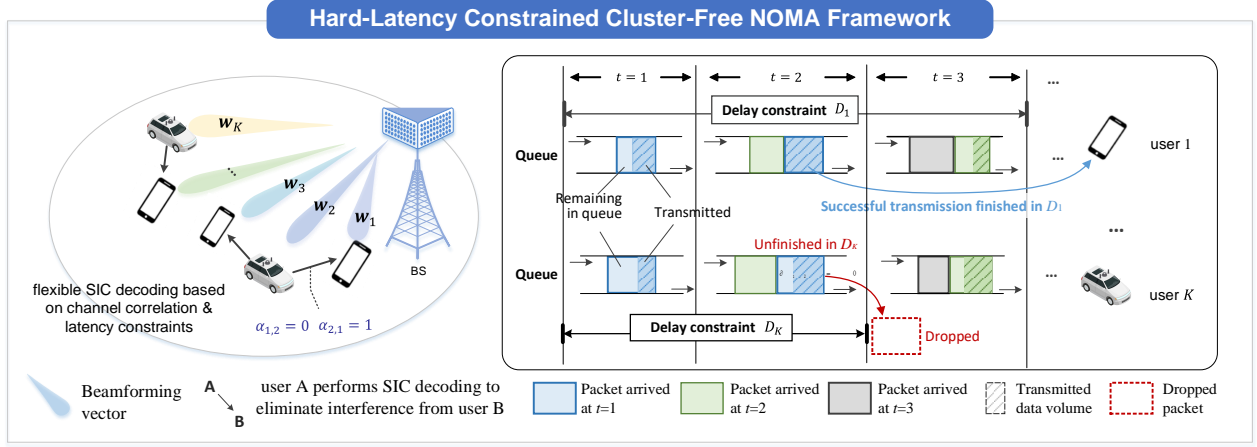 Hard-Latency Constrained Cluster-Free NOMA Framework
w_K
...
w_3
w_2
w_1
BS
flexible SIC decoding based
on channel correlation &
latency constraints
α_{1,2} = 0 α_{2,1} = 1
t = 1
t = 2
t = 3
...
Delay constraint D_1
Queue
...
user 1
Remaining
in queue
Transmitted
Successful transmission finished in D_1
Unfinished in D_K
...
...
Queue
...
user K
Delay constraint D_K
Dropped
Beamforming
vector
A
B
user A performs SIC decoding to
eliminate interference from user B
Packet arrived
at t=1
Packet arrived
at t=2
Packet arrived
at t=3
Transmitted
data volume
Dropped
packet